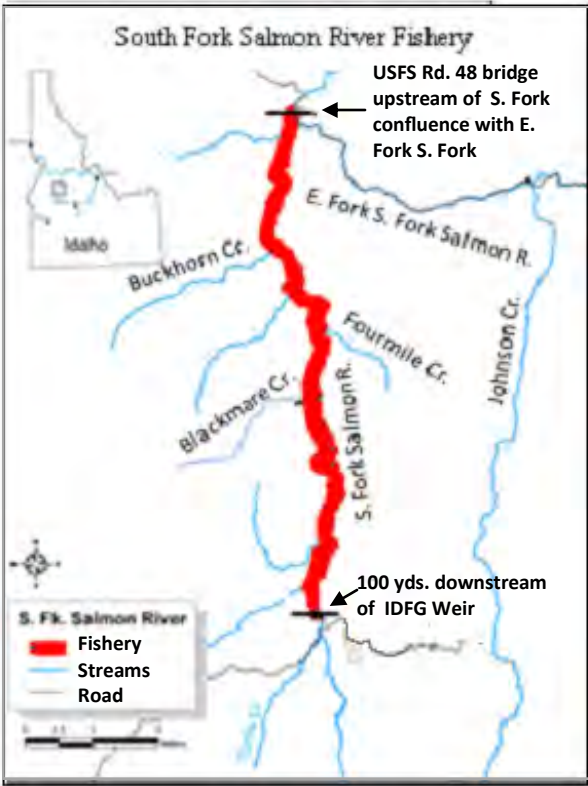 South Fork Salmon River Fishery
USFS Rd. 48 bridge
upstream of S. Fork
confluence with E.
Fork S. Fork
Idaho
E. Fork S. Fork Salmon R.
Buckhorn Cr.
Fourmile Cr.
Johnson Cr.
Blackmare Cr.
S. Fork Salmon R.
100 yds. downstream
of IDFG Weir
S. Fk. Salmon River
Fishery
Streams
Road